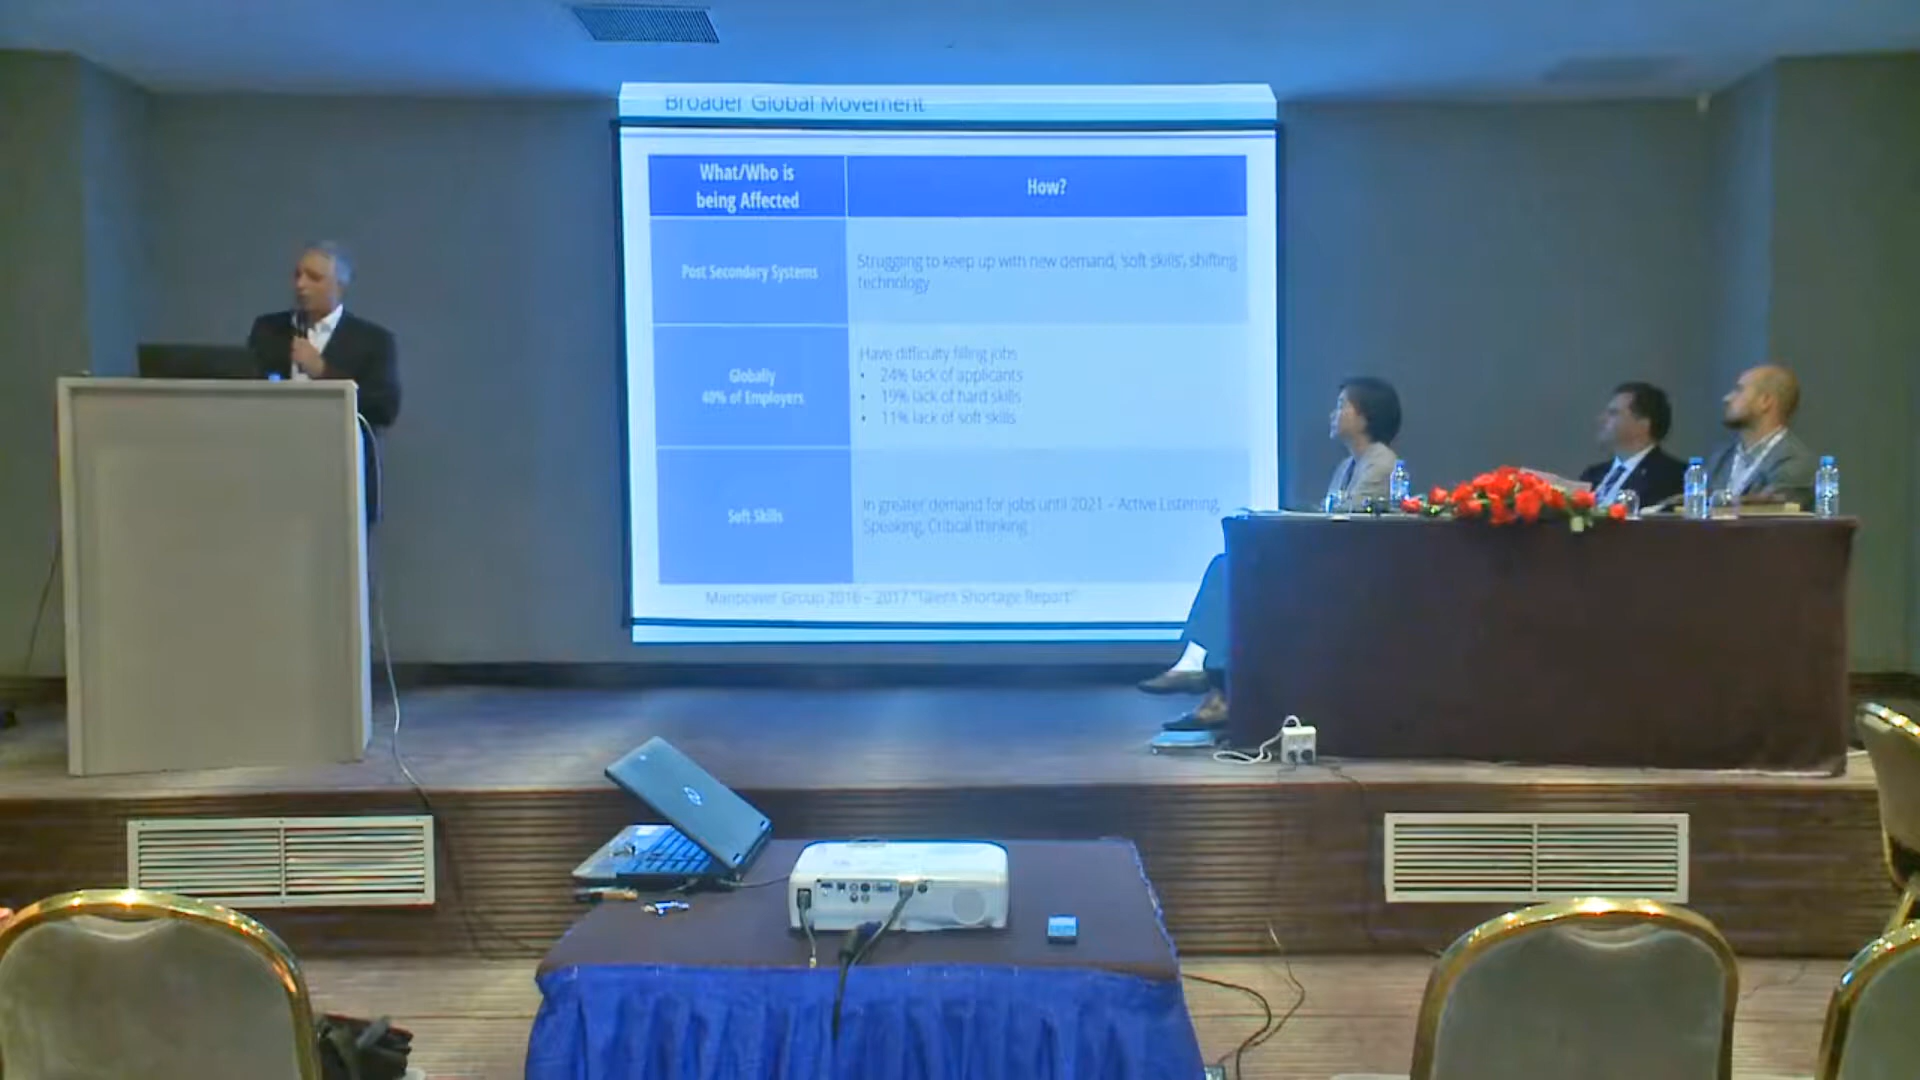 Broader Global Movement
What/Who is
being Affected
How?
Post Secondary Systems
Struggling to keep up with new demand, 'soft skills', shifting
technology
Globally
40% of Employers
Have difficulty filling jobs
• 24% lack of applicants
• 19% lack of hard skills
• 11% lack of soft skills
Soft Skills
In greater demand for jobs until 2021 – Active Listening,
Speaking, Critical thinking
Manpower Group 2016 – 2017 "Talent Shortage Report"